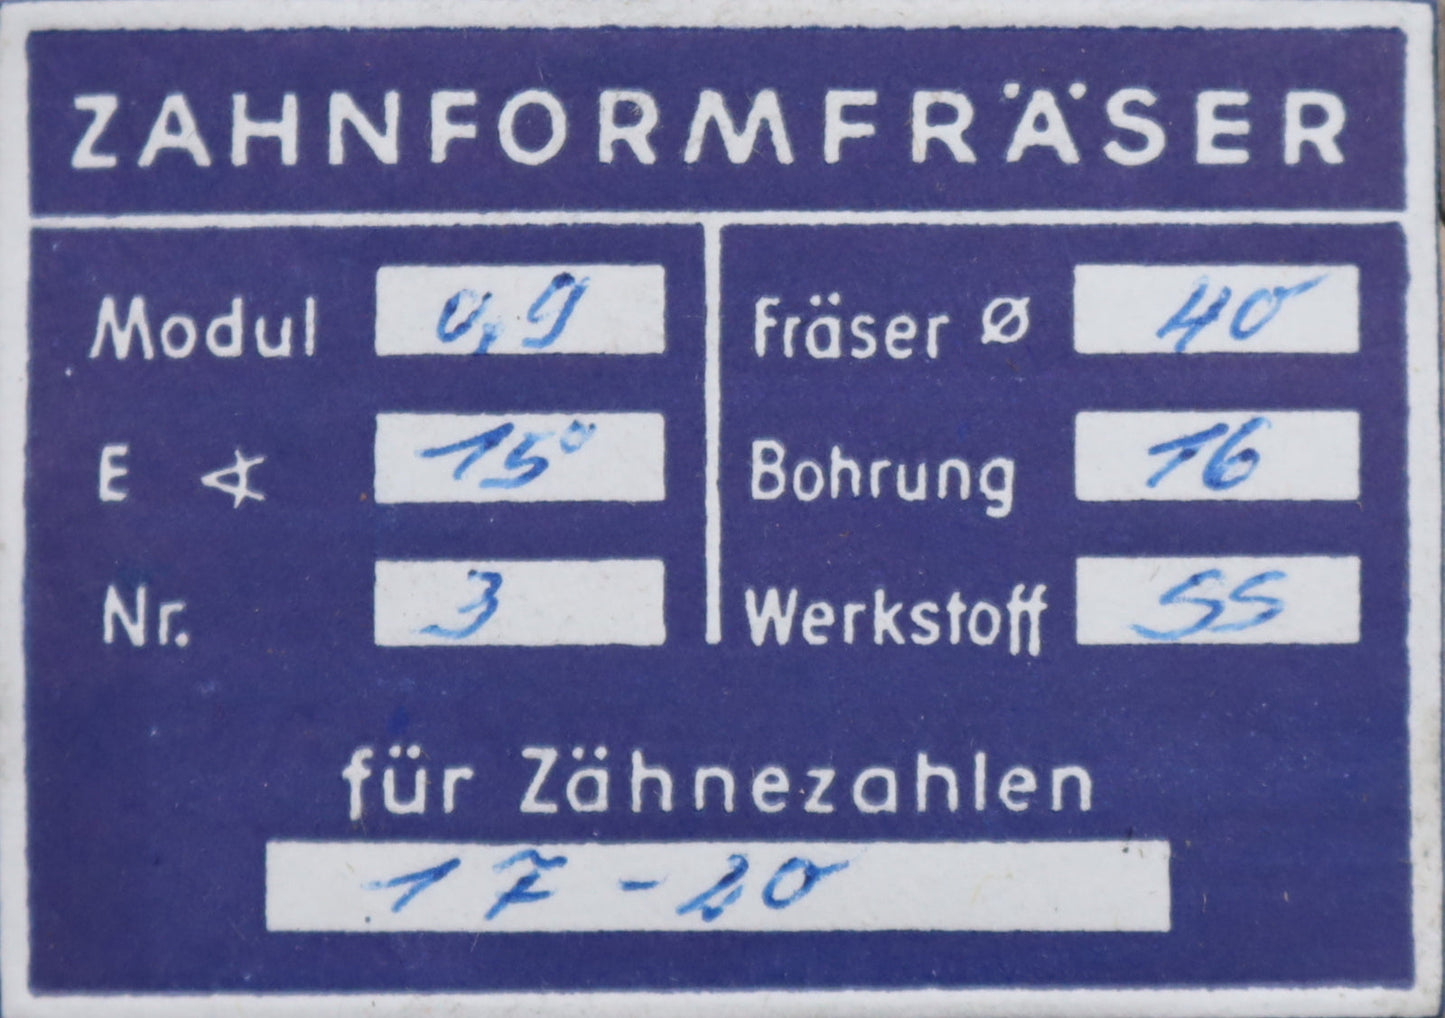 ZAHNFORMFRÄSER
Modul 0,9
E ∢ 15°
Nr. 3
Fräser Ø 40
Bohrung 16
Werkstoff SS
für Zähnezahlen
17 - 20